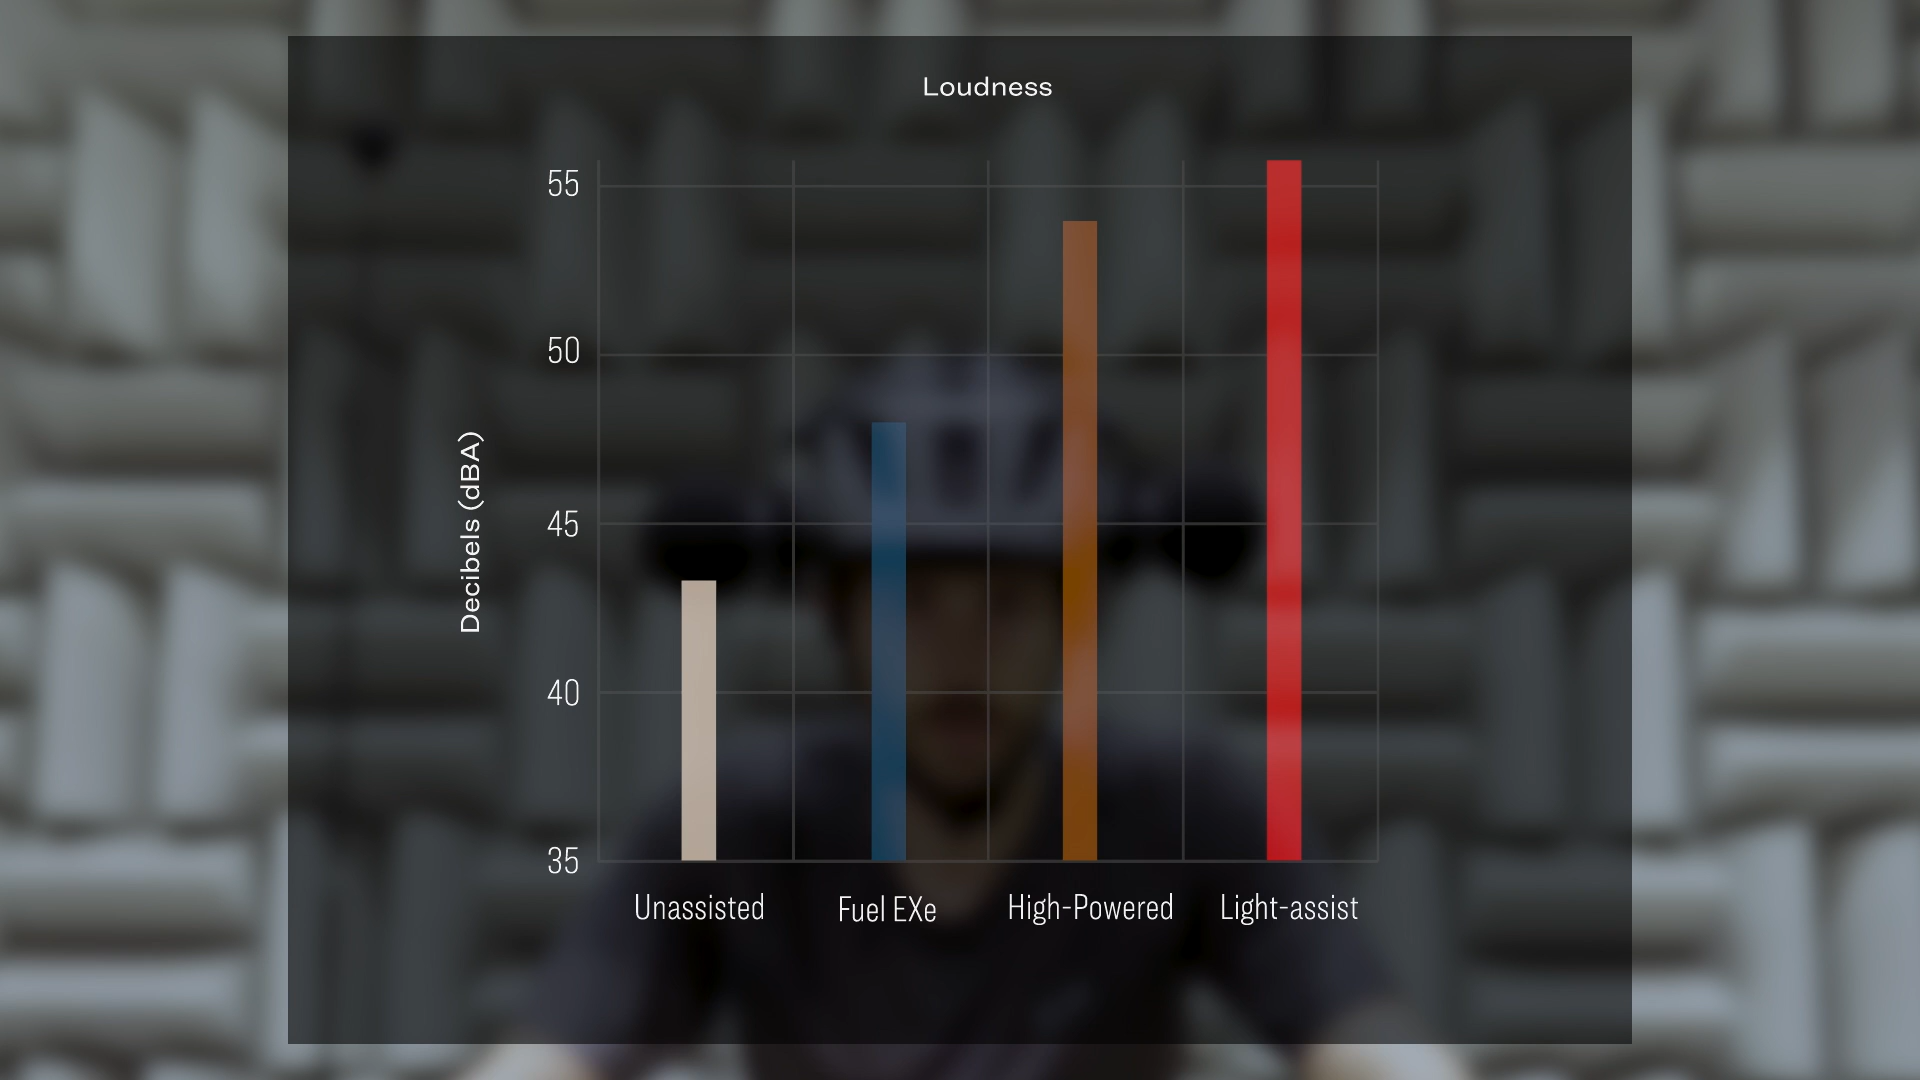 Loudness
55
50
45
40
35
Decibels (dBA)
Unassisted
Fuel EXe
High-Powered
Light-assist